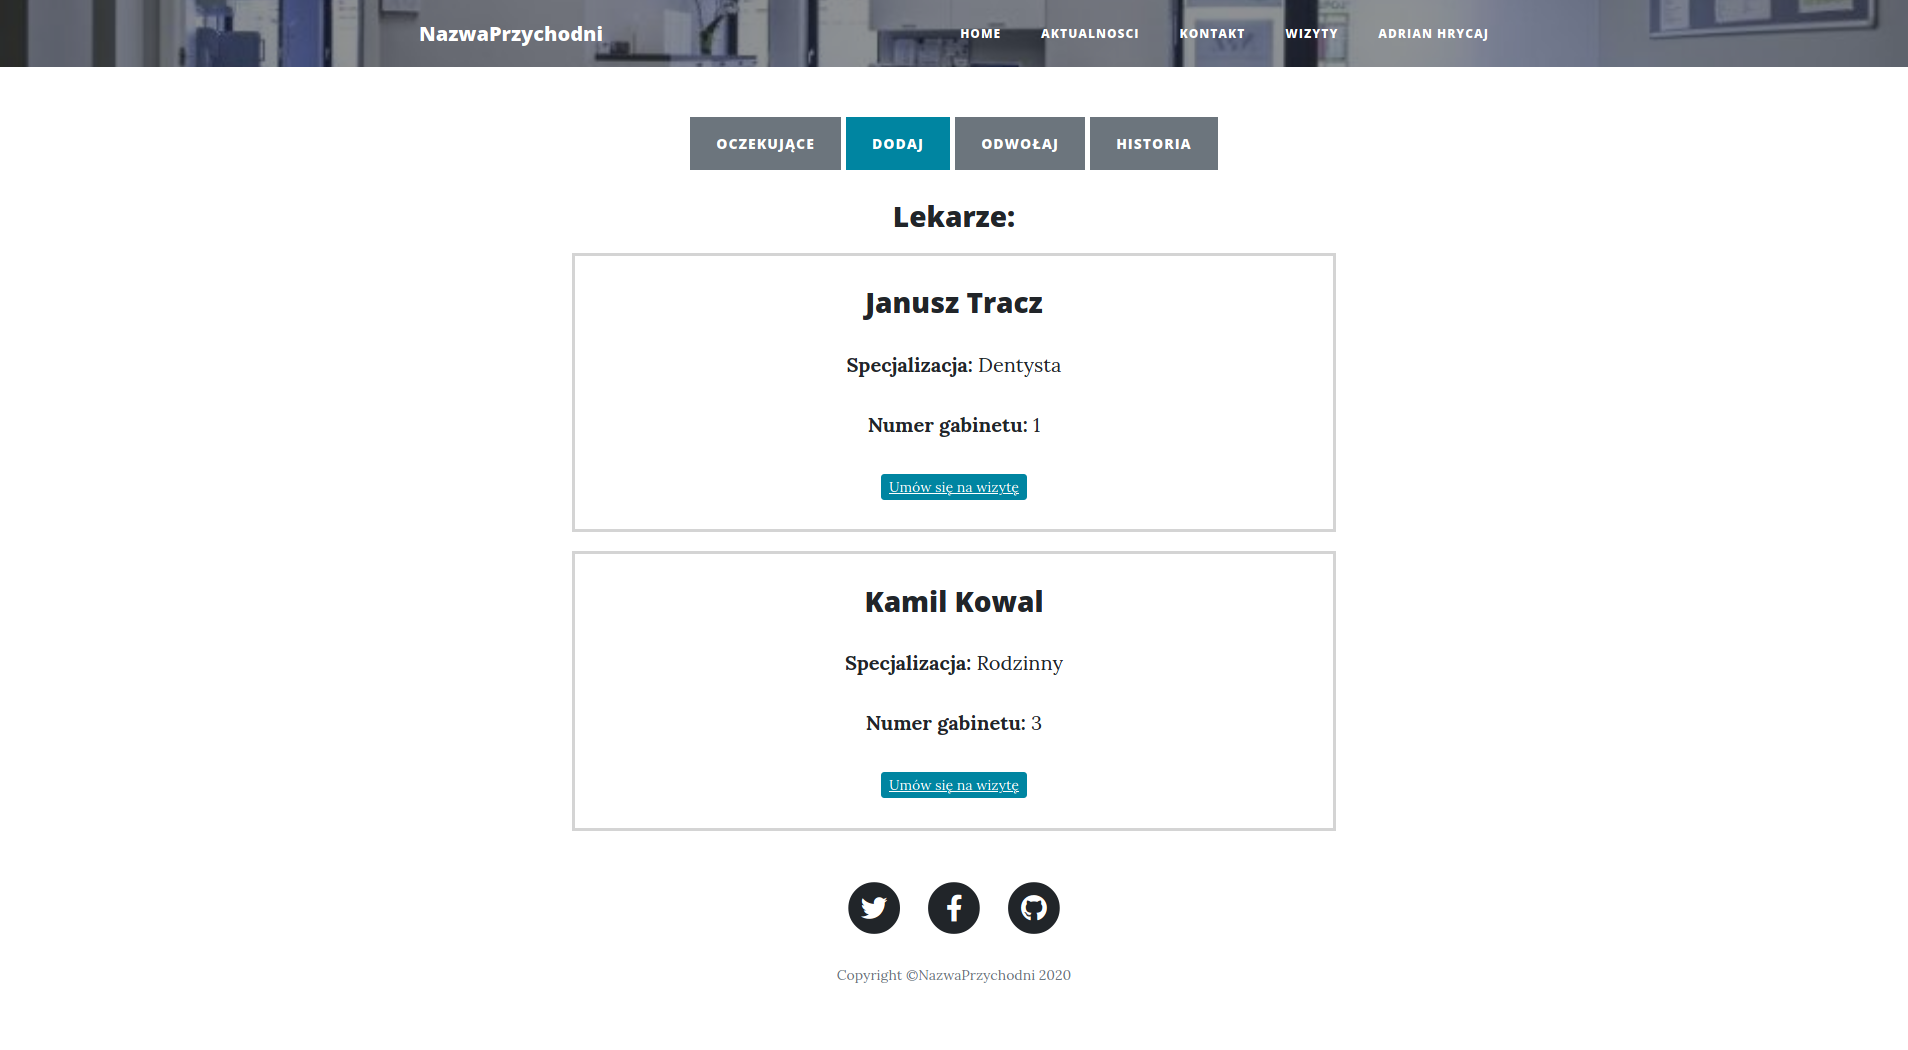 NazwaPrzychodni
HOME AKTUALNOSCI KONTAKT WIZYTY ADRIAN HRYCAJ
OCZEKUJĄCE DODAJ ODWOŁAJ HISTORIA
Lekarze:
Janusz Tracz
Specjalizacja: Dentysta
Numer gabinetu: 1
Umów się na wizytę
Kamil Kowal
Specjalizacja: Rodzinny
Numer gabinetu: 3
Umów się na wizytę
Copyright ©NazwaPrzychodni 2020